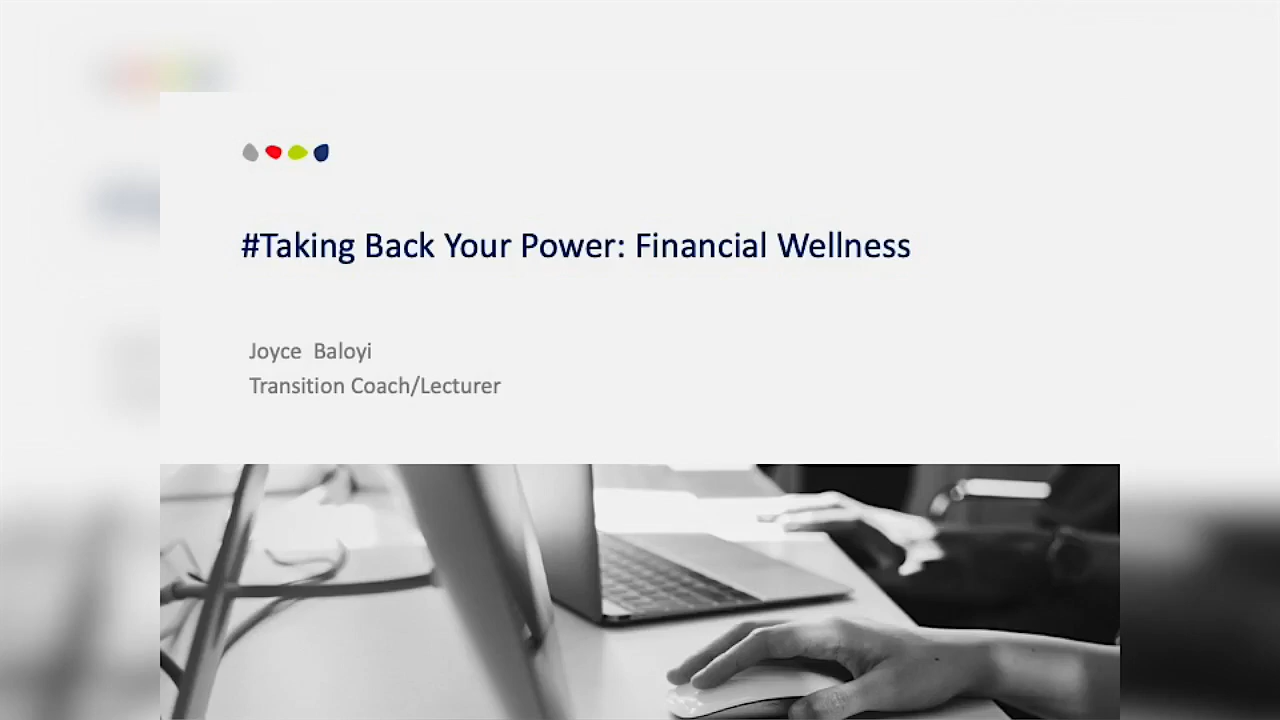 #Taking Back Your Power: Financial Wellness
Joyce Baloyi
Transition Coach/Lecturer